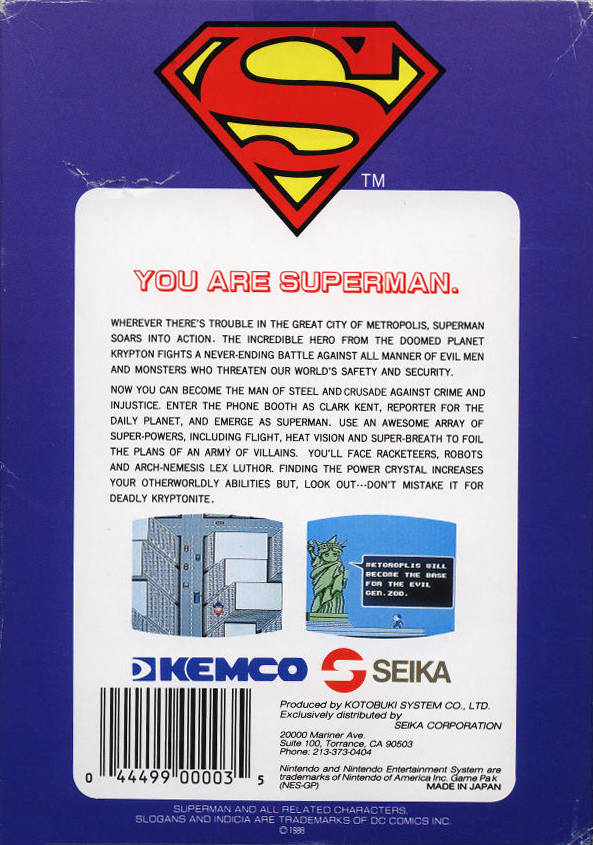 TM
YOU ARE SUPERMAN.
WHEREVER THERE'S TROUBLE IN THE GREAT CITY OF METROPOLIS, SUPERMAN
SOARS INTO ACTION. THE INCREDIBLE HERO FROM THE DOOMED PLANET
KRYPTON FIGHTS A NEVER-ENDING BATTLE AGAINST ALL MANNER OF EVIL MEN
AND MONSTERS WHO THREATEN OUR WORLD'S SAFETY AND SECURITY.
NOW YOU CAN BECOME THE MAN OF STEEL AND CRUSADE AGAINST CRIME AND
INJUSTICE. ENTER THE PHONE BOOTH AS CLARK KENT, REPORTER FOR THE
DAILY PLANET, AND EMERGE AS SUPERMAN. USE AN AWESOME ARRAY OF
SUPER-POWERS, INCLUDING FLIGHT, HEAT VISION AND SUPER-BREATH TO FOIL
THE PLANS OF AN ARMY OF VILLAINS. YOU'LL FACE RACKETEERS, ROBOTS
AND ARCH-NEMESIS LEX LUTHOR. FINDING THE POWER CRYSTAL INCREASES
YOUR OTHERWORLDLY ABILITIES BUT, LOOK OUT···DON'T MISTAKE IT FOR
DEADLY KRYPTONITE.
METOROPLIS WILL
BECOME THE BASE
FOR THE EVIL
GEN.ZOD.
KEMCO
SEIKA
Produced by KOTOBUKI SYSTEM CO., LTD.
Exclusively distributed by
SEIKA CORPORATION
20000 Mariner Ave.
Suite 100, Torrance, CA 90503
Phone: 213-373-0404
Nintendo and Nintendo Entertainment System are
trademarks of Nintendo of America Inc. Game Pak
(NES-GP) MADE IN JAPAN
0 44499 00003 5
SUPERMAN AND ALL RELATED CHARACTERS,
SLOGANS AND INDICIA ARE TRADEMARKS OF DC COMICS INC.
© 1988